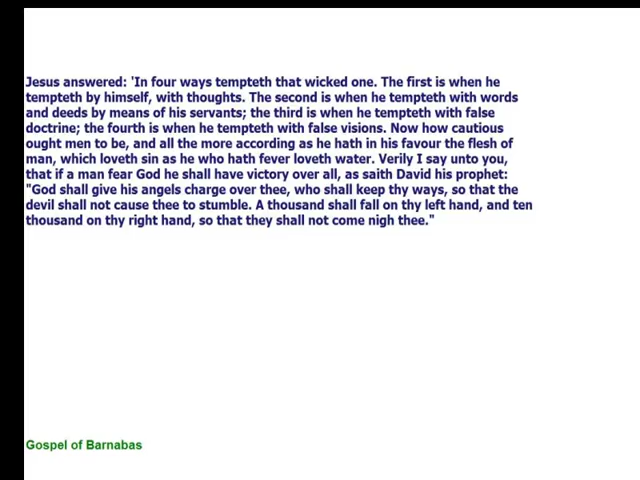 Jesus answered: 'In four ways tempteth that wicked one. The first is when he
tempteth by himself, with thoughts. The second is when he tempteth with words
and deeds by means of his servants; the third is when he tempteth with false
doctrine; the fourth is when he tempteth with false visions. Now how cautious
ought men to be, and all the more according as he hath in his favour the flesh of
man, which loveth sin as he who hath fever loveth water. Verily I say unto you,
that if a man fear God he shall have victory over all, as saith David his prophet:
"God shall give his angels charge over thee, who shall keep thy ways, so that the
devil shall not cause thee to stumble. A thousand shall fall on thy left hand, and ten
thousand on thy right hand, so that they shall not come nigh thee."
Gospel of Barnabas